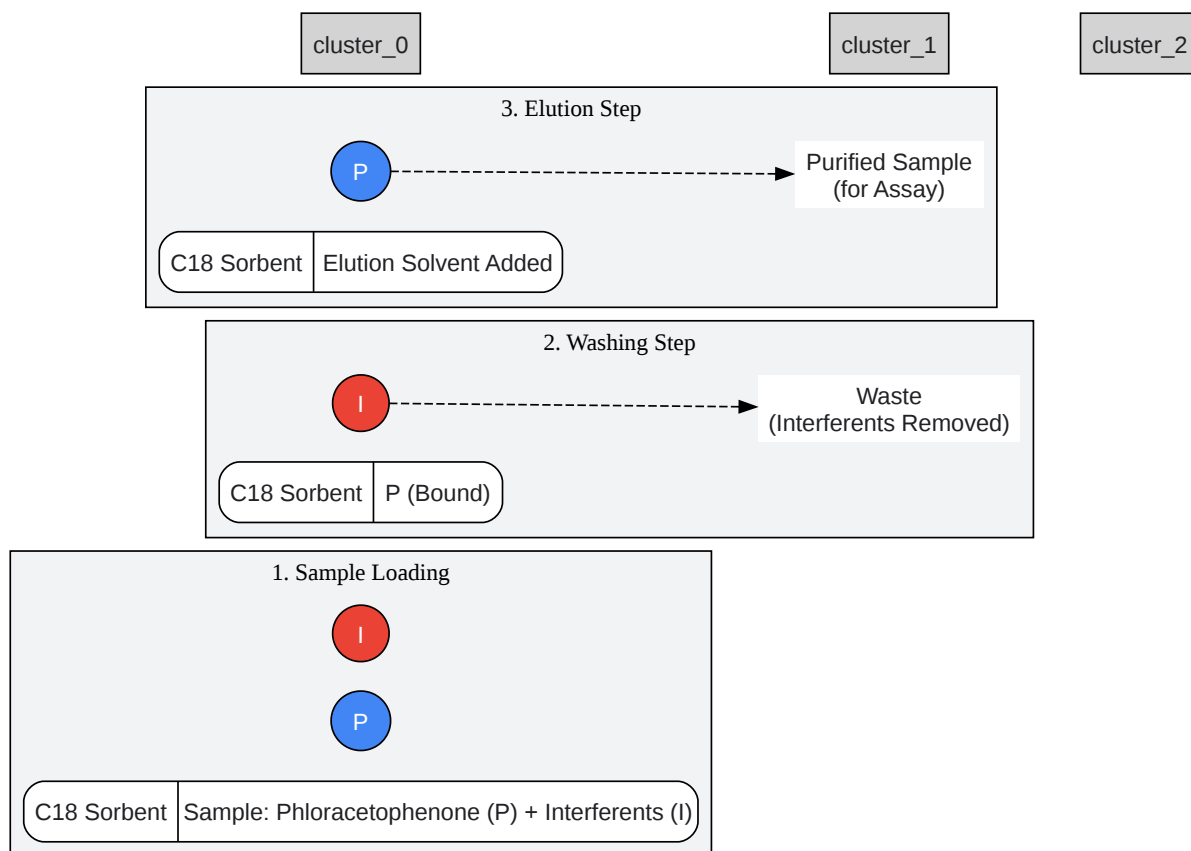 cluster_0
cluster_1
cluster_2
3. Elution Step
P
Purified Sample
(for Assay)
C18 Sorbent
Elution Solvent Added
2. Washing Step
I
Waste
(Interferents Removed)
C18 Sorbent
P (Bound)
1. Sample Loading
I
P
C18 Sorbent
Sample: Phloracetophenone (P) + Interferents (I)